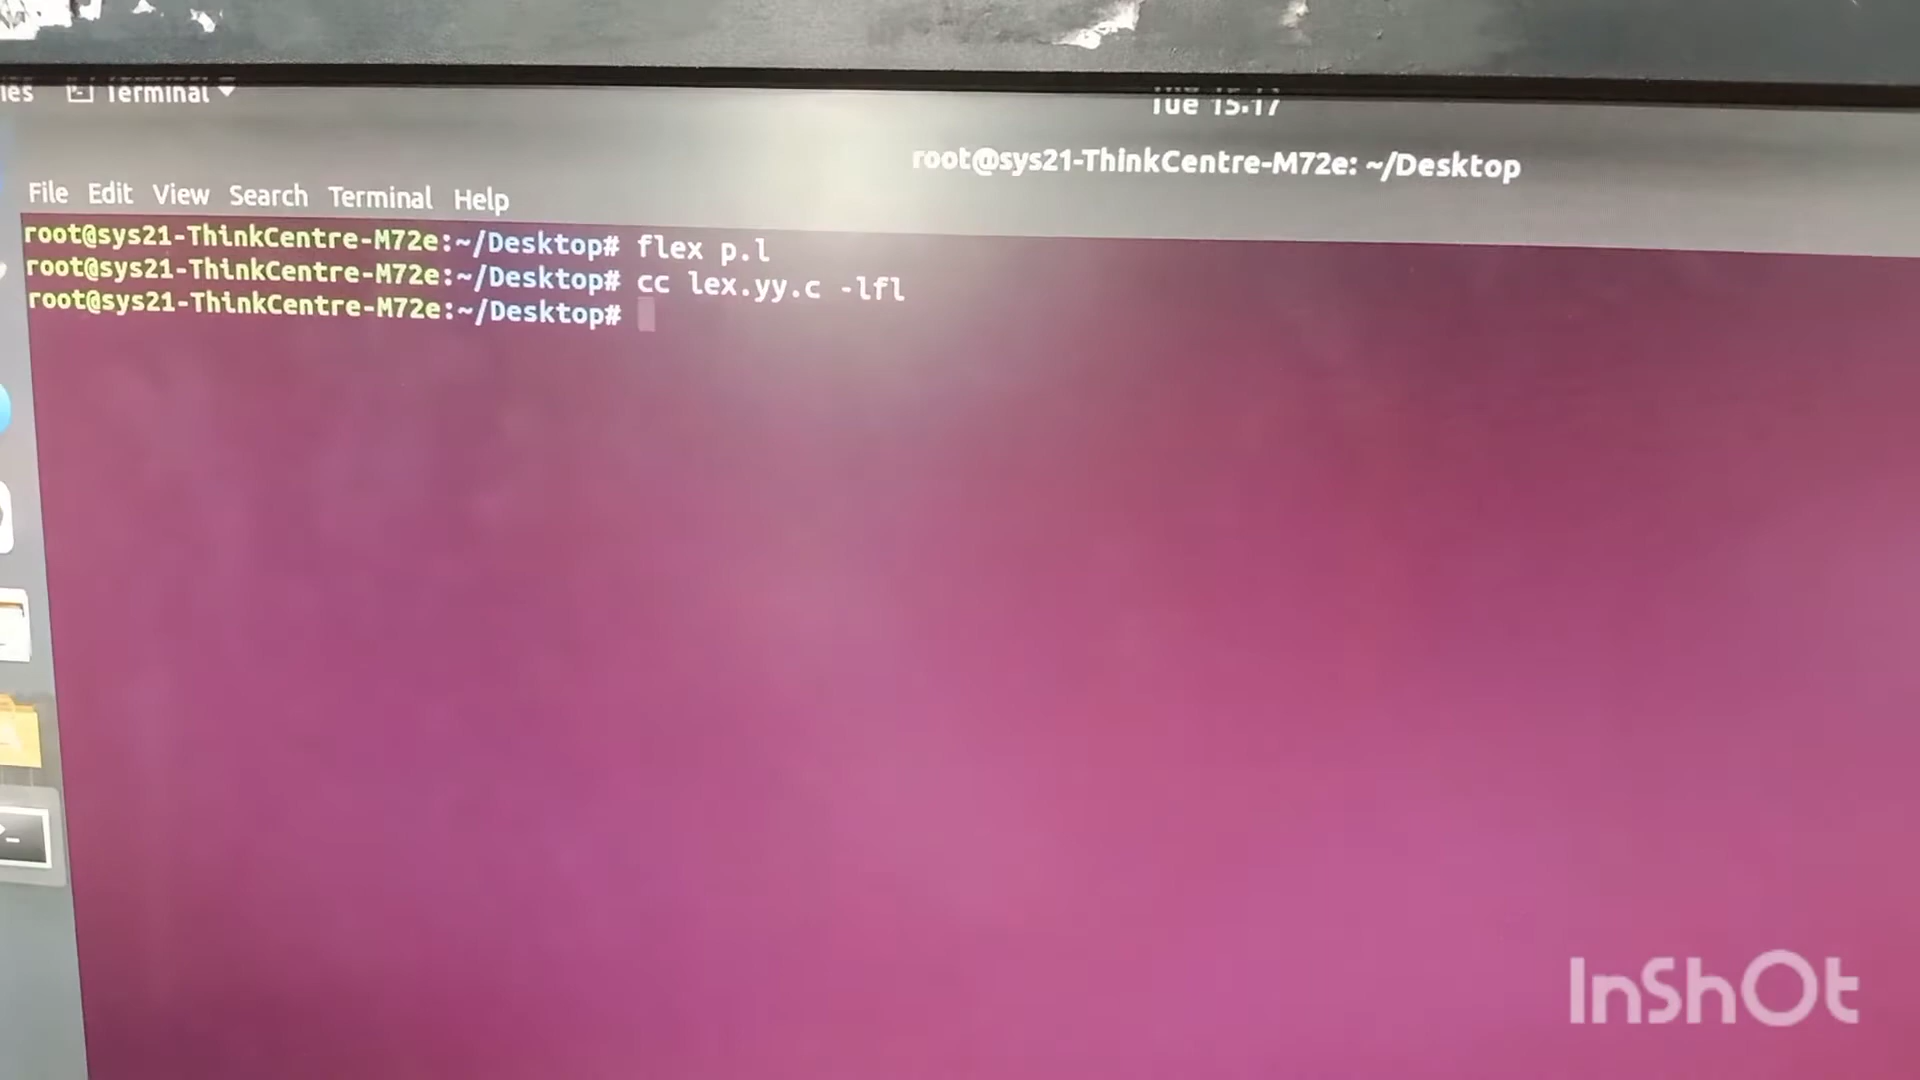 Terminal
Tue 15:17
root@sys21-ThinkCentre-M72e: ~/Desktop
File Edit View Search Terminal Help
root@sys21-ThinkCentre-M72e:~/Desktop# flex p.l
root@sys21-ThinkCentre-M72e:~/Desktop# cc lex.yy.c -lfl
root@sys21-ThinkCentre-M72e:~/Desktop#
InShOt